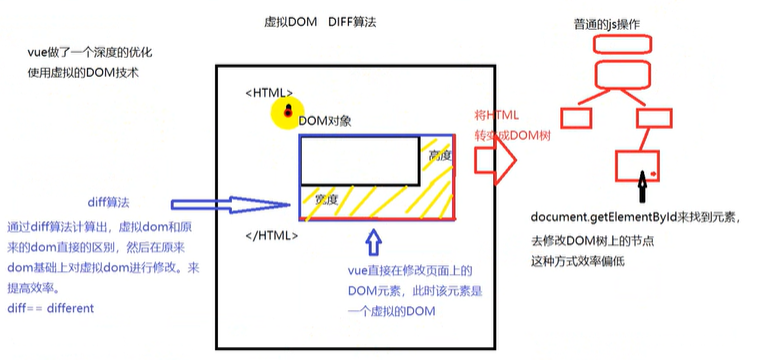 虚拟DOM DIFF算法
普通的js操作
vue做了一个深度的优化
使用虚拟的DOM技术
<HTML>
DOM对象
将HTML
转变成DOM树
高度
宽度
</HTML>
diff算法
通过diff算法计算出，虚拟dom和原
来的dom直接的区别，然后在原来
dom基础上对虚拟dom进行修改。来
提高效率。
diff== different
vue直接在修改页面上的
DOM元素，此时该元素是
一个虚拟的DOM
document.getElementById来找到元素，
去修改DOM树上的节点
这种方式效率偏低